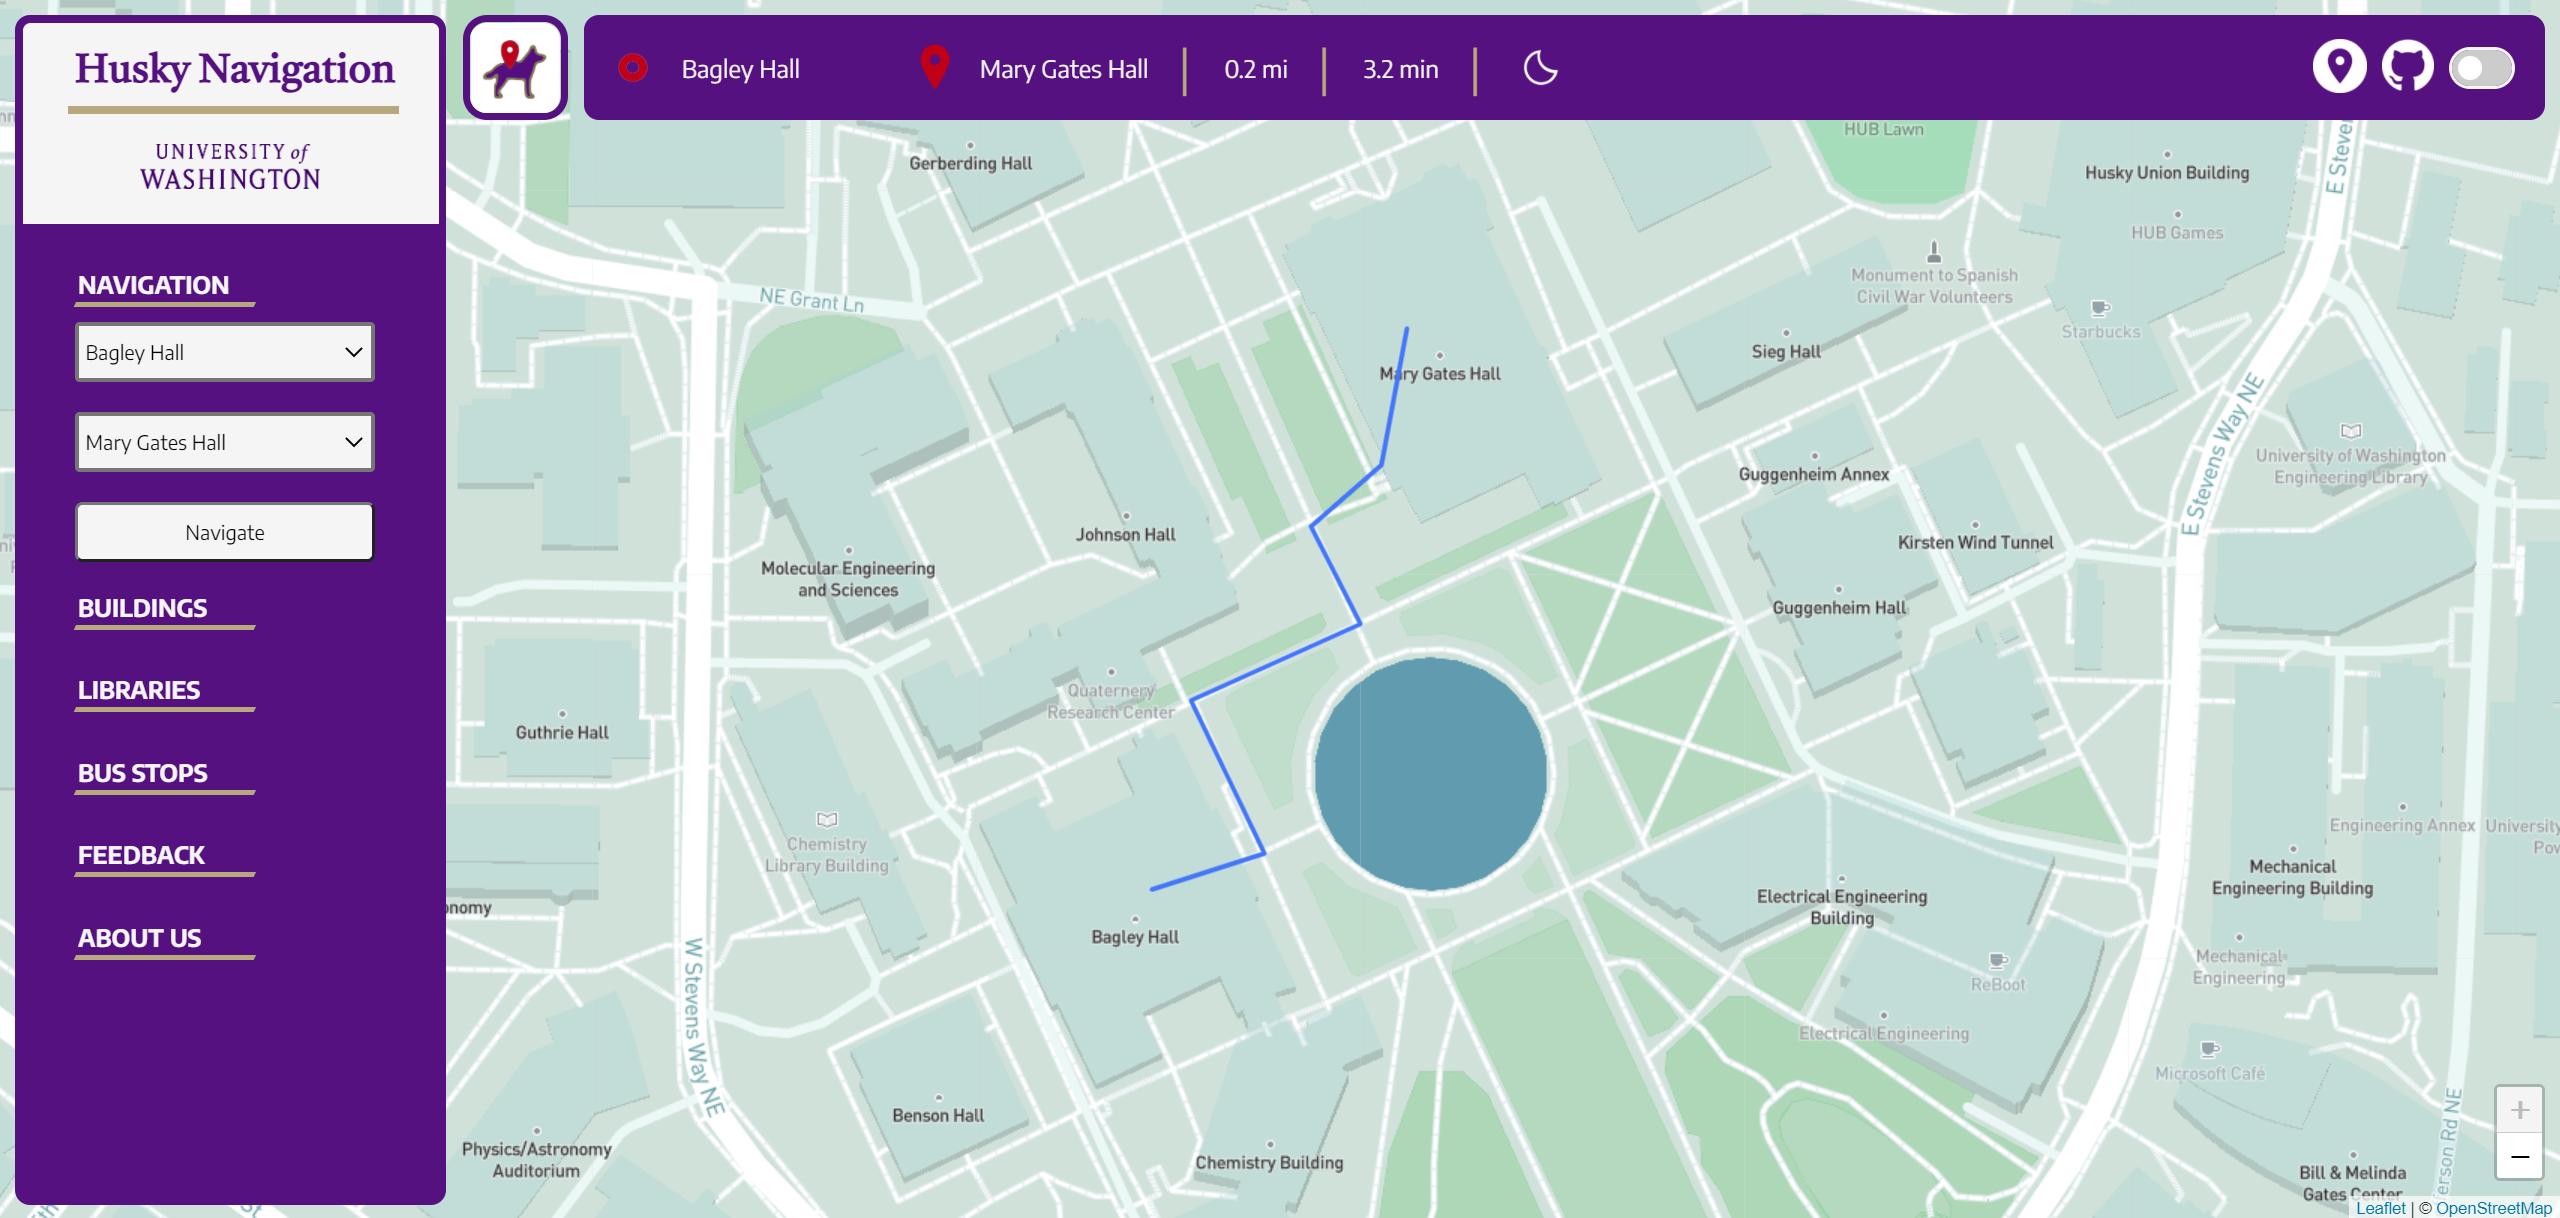 Husky Navigation
UNIVERSITY of
WASHINGTON
NAVIGATION
Bagley Hall
Mary Gates Hall
Navigate
BUILDINGS
LIBRARIES
BUS STOPS
FEEDBACK
ABOUT US
Bagley Hall
Mary Gates Hall
0.2 mi
3.2 min
HUB Lawn
Gerberding Hall
Husky Union Building
HUB Games
Monument to Spanish
Civil War Volunteers
NE Grant Ln
Starbucks
Sieg Hall
Mary Gates Hall
University of Washington
Engineering Library
Guggenheim Annex
E Stevens Way NE
Johnson Hall
Kirsten Wind Tunnel
Molecular Engineering
and Sciences
Guggenheim Hall
Quaternery
Research Center
Guthrie Hall
Engineering Annex
University
Chemistry
Library Building
Mechanical
Engineering Building
Electrical Engineering
Building
onomy
Bagley Hall
Mechanical
Engineering
ReBoot
Electrical Engineering
W Stevens Way NE
Microsoft Café
Benson Hall
Physics/Astronomy
Auditorium
Chemistry Building
Bill & Melinda
Gates Center
erson Rd NE
E Steven
+
−
Leaflet | © OpenStreetMap